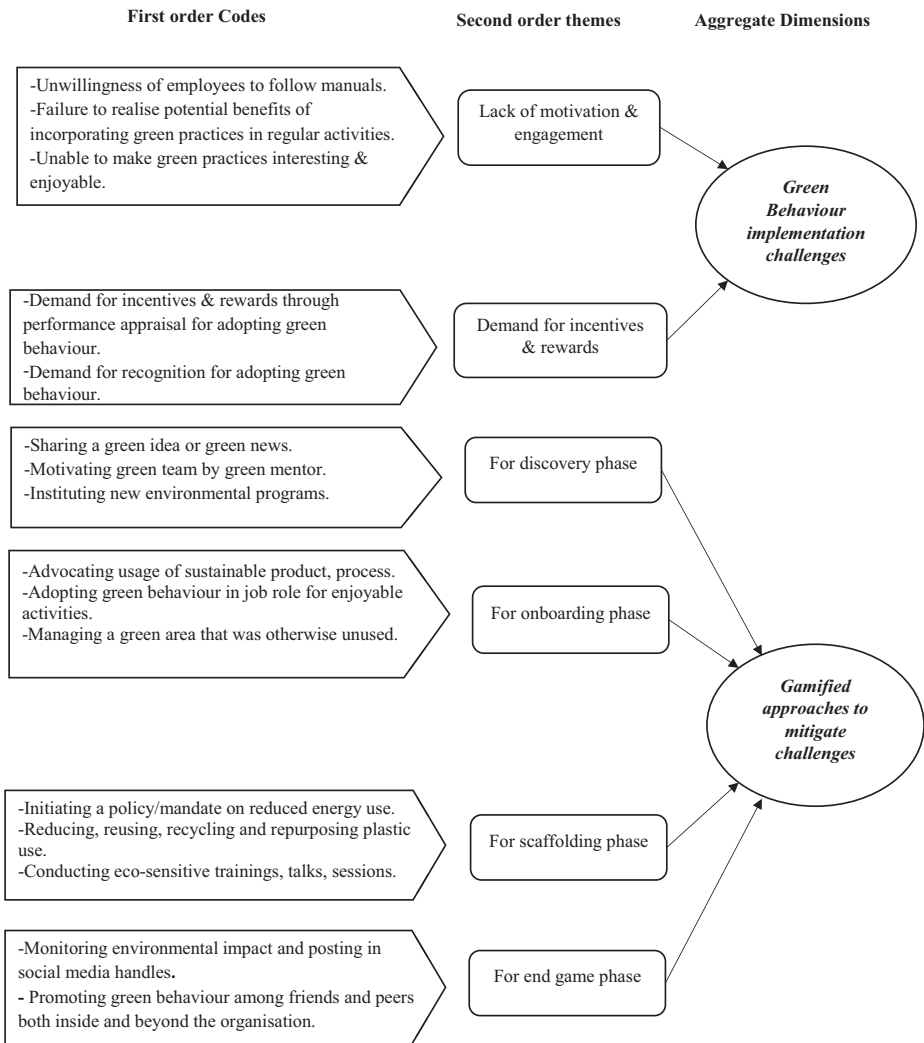 First order Codes
Second order themes
Aggregate Dimensions
-Unwillingness of employees to follow manuals.
-Failure to realise potential benefits of
incorporating green practices in regular activities.
-Unable to make green practices interesting &
enjoyable.
Lack of motivation &
engagement
Green
Behaviour
implementation
challenges
-Demand for incentives & rewards through
performance appraisal for adopting green
behaviour.
-Demand for recognition for adopting green
behaviour.
Demand for incentives
& rewards
-Sharing a green idea or green news.
-Motivating green team by green mentor.
-Instituting new environmental programs.
For discovery phase
-Advocating usage of sustainable product, process.
-Adopting green behaviour in job role for enjoyable
activities.
-Managing a green area that was otherwise unused.
For onboarding phase
Gamified
approaches to
mitigate
challenges
-Initiating a policy/mandate on reduced energy use.
-Reducing, reusing, recycling and repurposing plastic
use.
-Conducting eco-sensitive trainings, talks, sessions.
For scaffolding phase
-Monitoring environmental impact and posting in
social media handles.
- Promoting green behaviour among friends and peers
both inside and beyond the organisation.
For end game phase